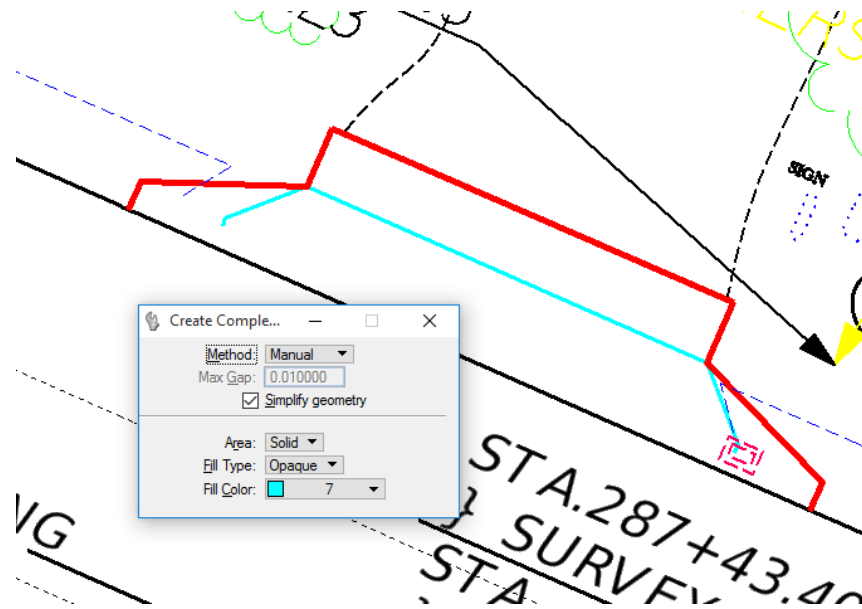 SIGN
Create Comple...
Method: Manual
Max Gap: 0.010000
Simplify geometry
Area: Solid
Fill Type: Opaque
Fill Color: 7
STA.287+43.40
} SURVEY
STA
NG